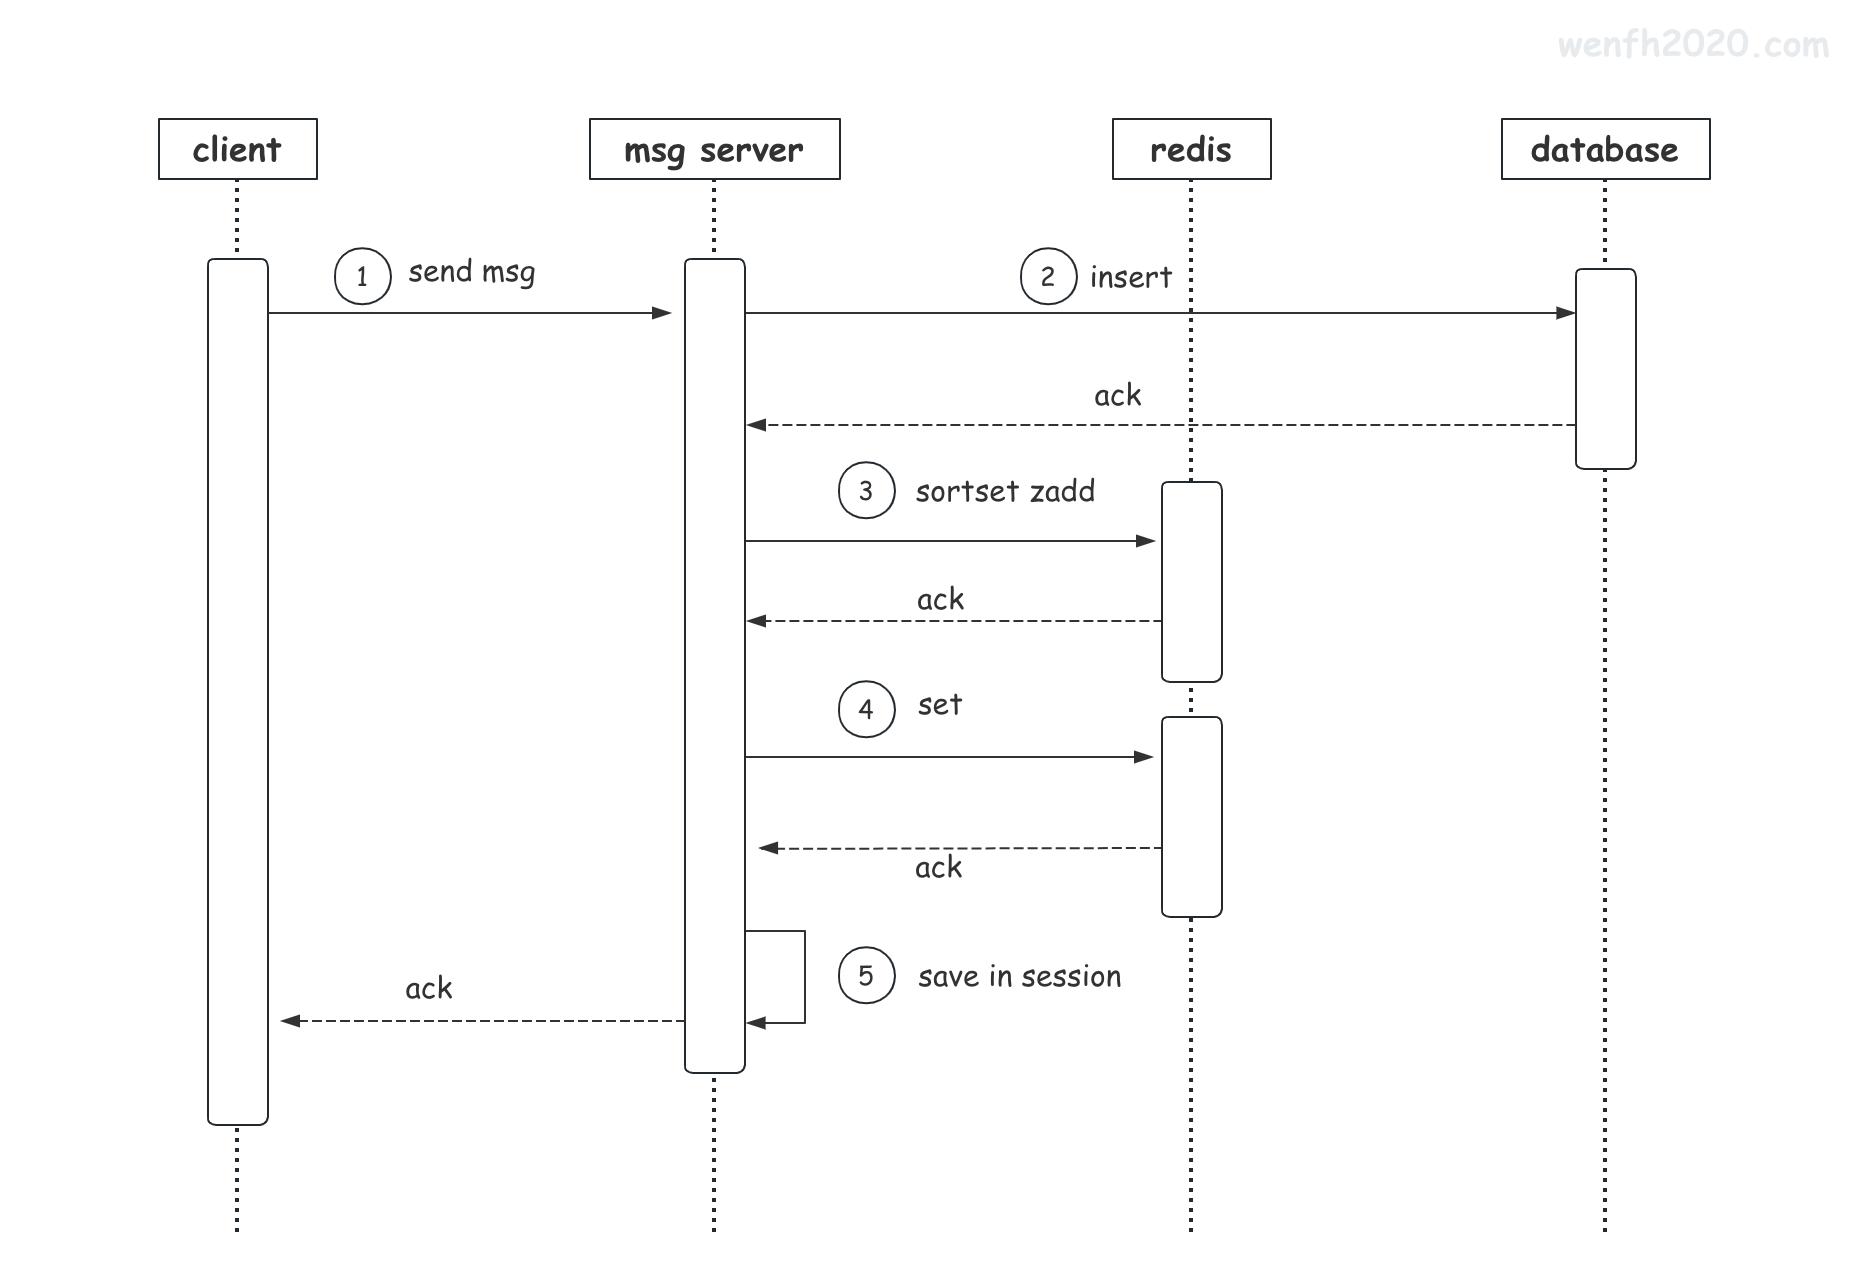 wenfh2020.com
client
msg server
redis
database
1 send msg
2 insert
ack
3 sortset zadd
ack
4 set
ack
5 save in session
ack